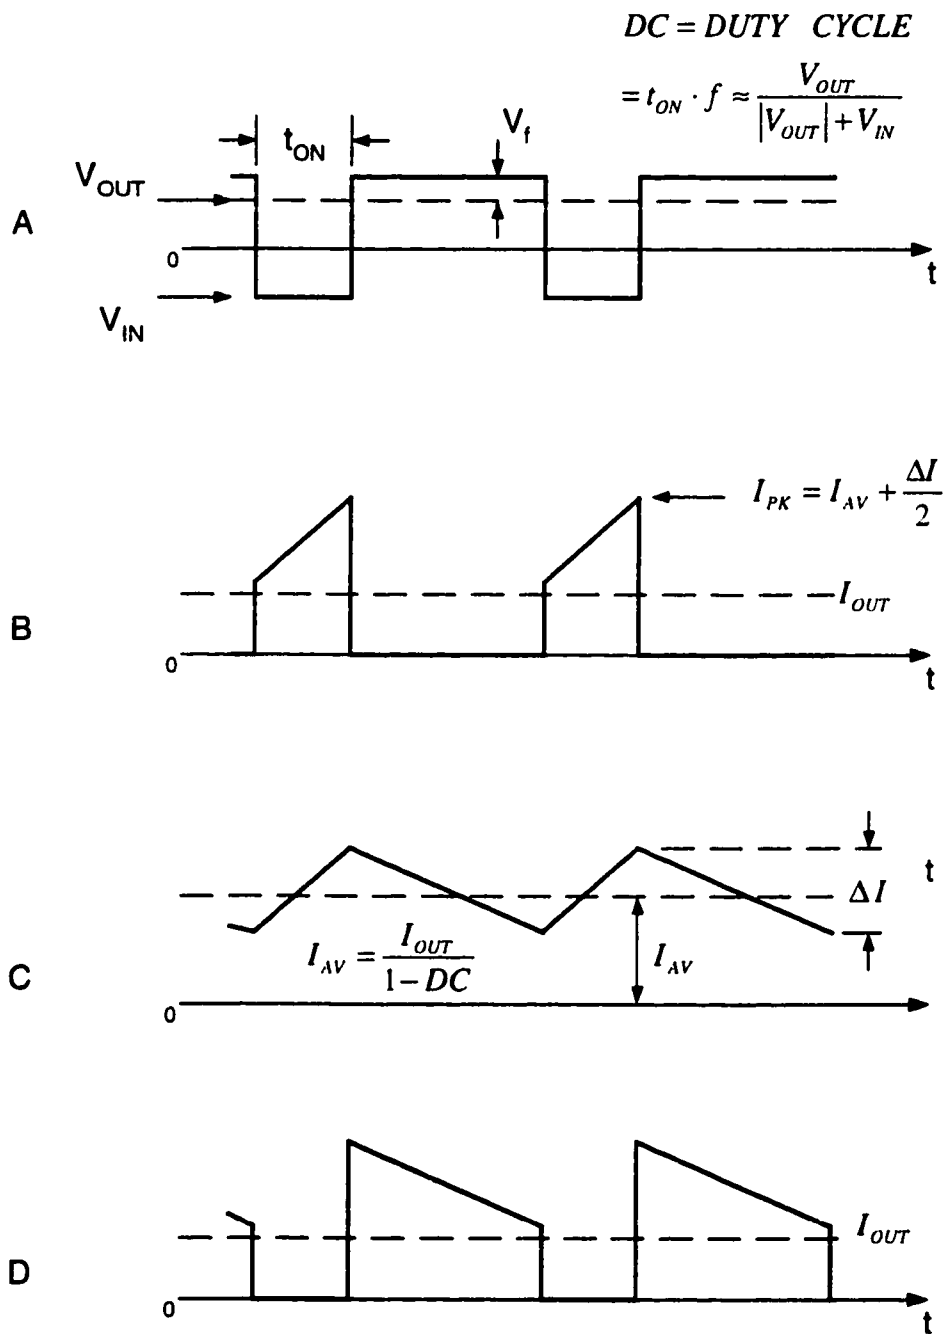 DC = DUTY CYCLE
= t_ON · f ≈ V_OUT / |V_OUT| + V_IN
t_ON
V_f
V_OUT
A
0
t
V_IN
I_PK = I_AV + ΔI / 2
I_OUT
B
0
t
t
ΔI
I_AV = I_OUT / 1 - DC
I_AV
C
0
I_OUT
D
0
t